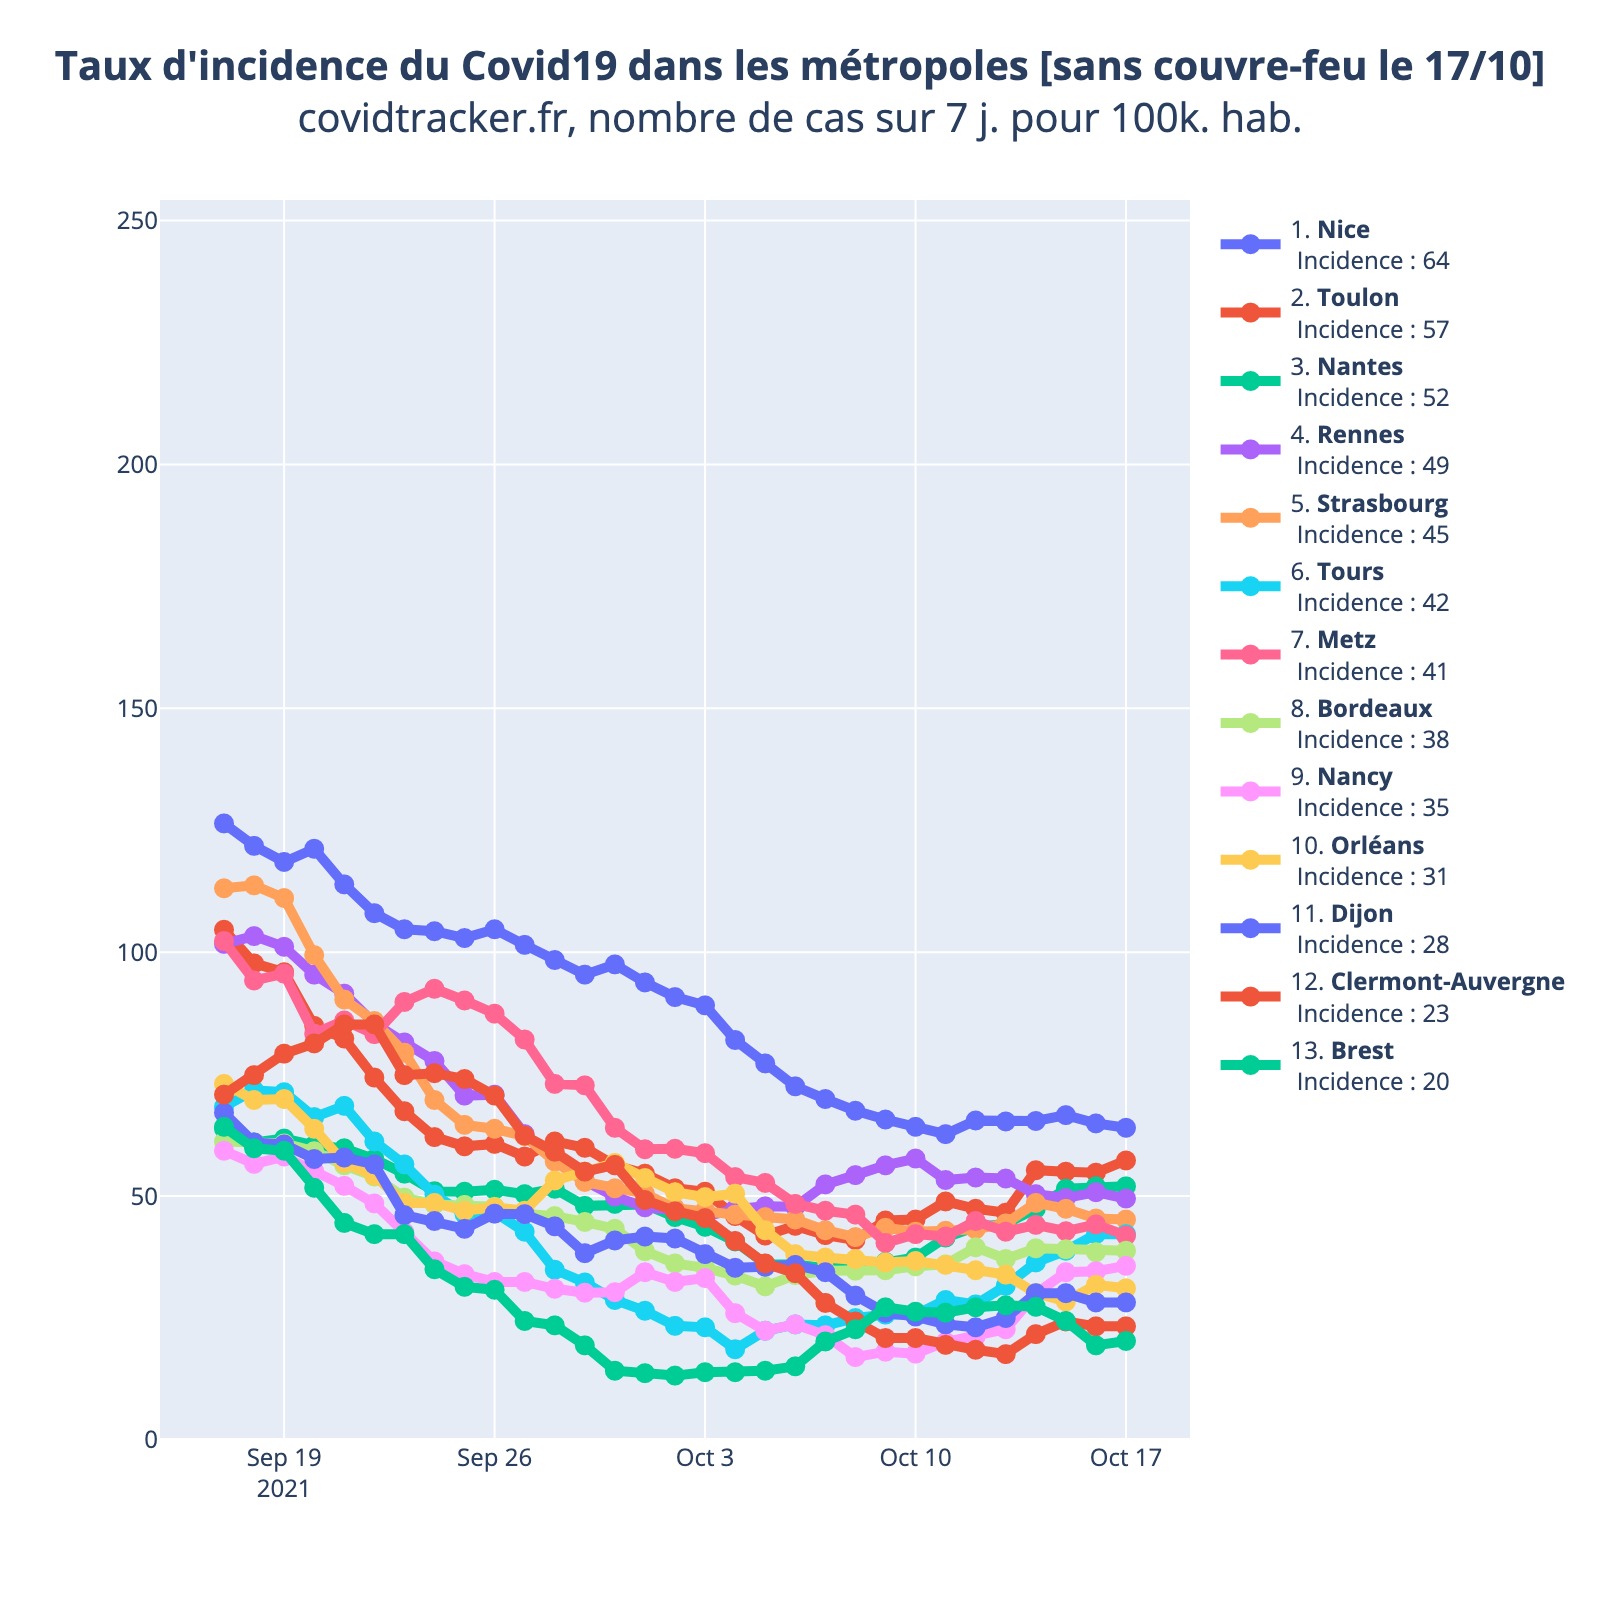 Taux d'incidence du Covid19 dans les métropoles [sans couvre-feu le 17/10]
covidtracker.fr, nombre de cas sur 7 j. pour 100k. hab.
250
200
150
100
50
0
Sep 19
2021
Sep 26
Oct 3
Oct 10
Oct 17
1. Nice
Incidence : 64
2. Toulon
Incidence : 57
3. Nantes
Incidence : 52
4. Rennes
Incidence : 49
5. Strasbourg
Incidence : 45
6. Tours
Incidence : 42
7. Metz
Incidence : 41
8. Bordeaux
Incidence : 38
9. Nancy
Incidence : 35
10. Orléans
Incidence : 31
11. Dijon
Incidence : 28
12. Clermont-Auvergne
Incidence : 23
13. Brest
Incidence : 20